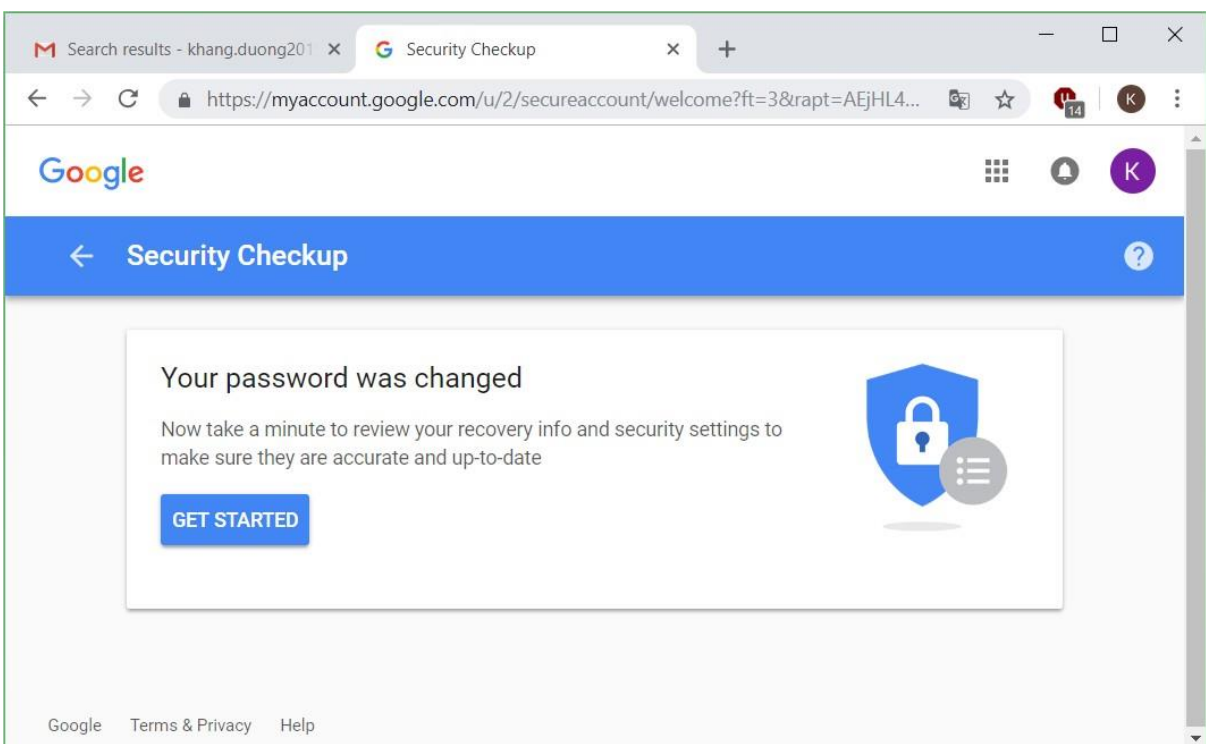 Search results - khang.duong201
Security Checkup
https://myaccount.google.com/u/2/secureaccount/welcome?ft=3&rapt=AEjHL4...
14
K
Google
K
Security Checkup
?
Your password was changed
Now take a minute to review your recovery info and security settings to
make sure they are accurate and up-to-date
GET STARTED
Google Terms & Privacy Help